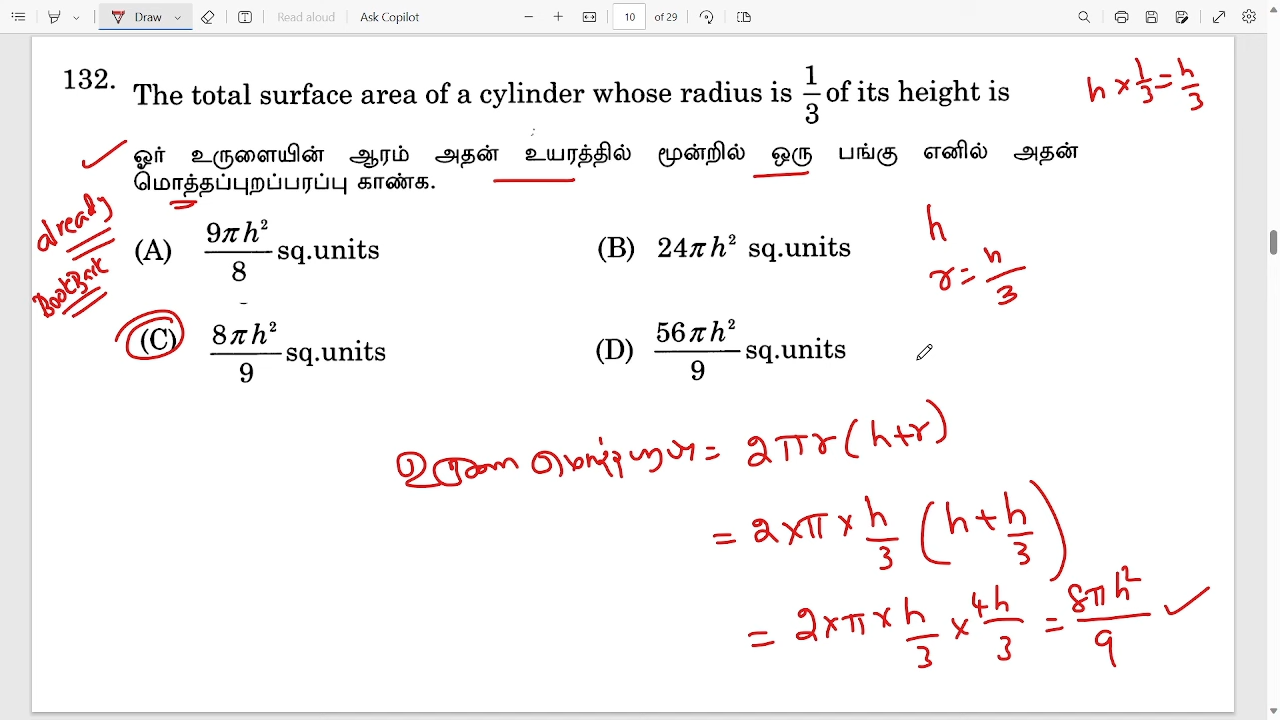 Draw
Read aloud
Ask Copilot
10 of 29
132. The total surface area of a cylinder whose radius is 1/3 of its height is
h × 1/3 = h/3
ஓர் உருளையின் ஆரம் அதன் உயரத்தில் மூன்றில் ஒரு பங்கு எனில் அதன்
மொத்தப்புறப்பரப்பு காண்க.
already
Book Back
(A) 9πh²/8 sq.units
(B) 24πh² sq.units
h
r = h/3
(C) 8πh²/9 sq.units
(D) 56πh²/9 sq.units
= 2πr(h+r)
= 2×π×h/3 (h+h/3)
= 2×π×h/3 × 4h/3 = 8πh²/9